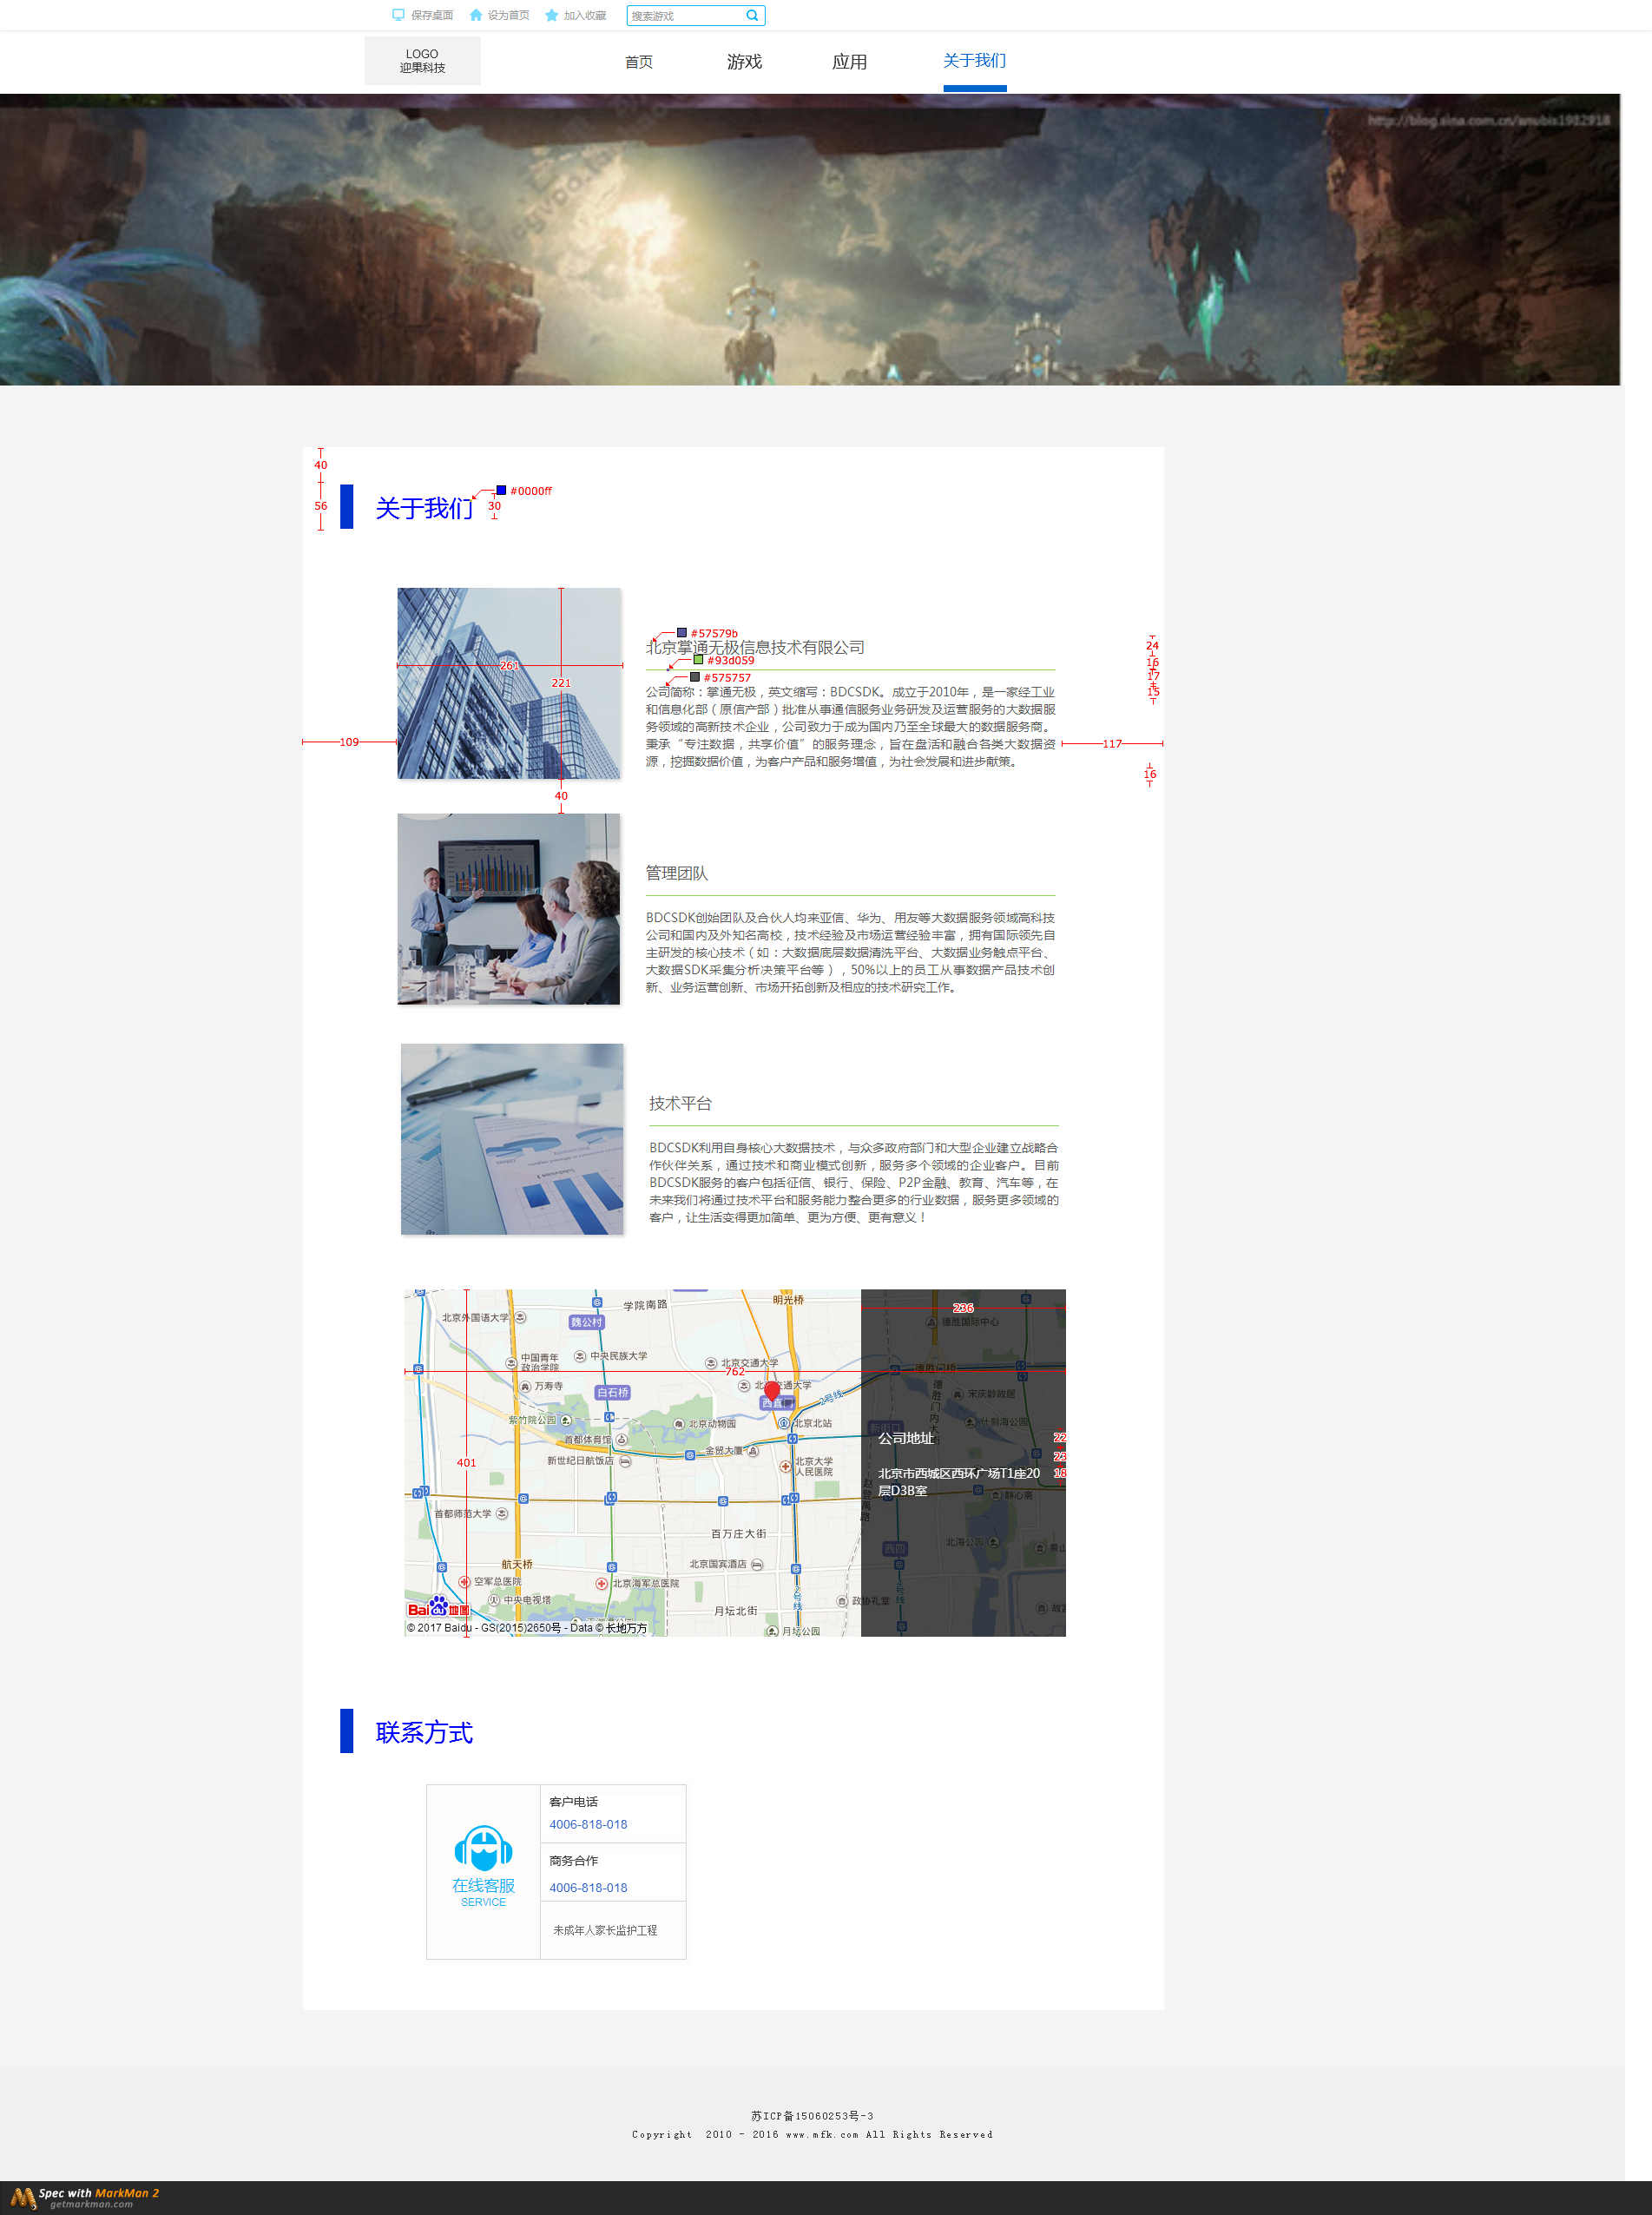 保存桌面 设为首页 加入收藏 搜索游戏
LOGO
迎果科技
首页 游戏 应用 关于我们
http://blog.sina.com.cn/anubis1982918
40
56
关于我们
#0000ff
30
261
221
109
40
#57579b
北京掌通无极信息技术有限公司
#93d059
#575757
公司简称：掌通无极，英文缩写：BDCSDK。成立于2010年，是一家经工业
和信息化部（原信产部）批准从事通信服务业务研发及运营服务的大数据服
务领域的高新技术企业，公司致力于成为国内乃至全球最大的数据服务商。
秉承“专注数据，共享价值”的服务理念，旨在盘活和融合各类大数据资
源，挖掘数据价值，为客户产品和服务增值，为社会发展和进步献策。
24
16
17
15
117
16
管理团队
BDCSDK创始团队及合伙人均来亚信、华为、用友等大数据服务领域高科技
公司和国内及外知名高校，技术经验及市场运营经验丰富，拥有国际领先自
主研发的核心技术（如：大数据底层数据清洗平台、大数据业务触点平台、
大数据SDK采集分析决策平台等），50%以上的员工从事数据产品技术创
新、业务运营创新、市场开拓创新及相应的技术研究工作。
技术平台
BDCSDK利用自身核心大数据技术，与众多政府部门和大型企业建立战略合
作伙伴关系，通过技术和商业模式创新，服务多个领域的企业客户。目前
BDCSDK服务的客户包括征信、银行、保险、P2P金融、教育、汽车等，在
未来我们将通过技术平台和服务能力整合更多的行业数据，服务更多领域的
客户，让生活变得更加简单、更为方便、更有意义！
明光桥
学院南路
236
北京外国语大学
魏公村
德胜国际中心
中国青年
政治学院
中央民族大学
北京交通大学
德胜门桥
762
万寿寺
白石桥
北京交通大学
德胜门内大街
宋庆龄故居
2号线
紫竹院公园
北京动物园
北京北站
新街口
什刹海公园
首都体育馆
金贸大厦
公司地址
22
新世纪日航饭店
北京大学
人民医院
401
23
北京市西城区西环广场T1座20
层D3B室
18
静心斋
首都师范大学
百万庄大街
北海公园
西四
景山
航天桥
北京国宾酒店
空军总医院
北京海军总医院
2号线
中央电视塔
月坛北街
政协礼堂
Bai du 地图
月坛公园
© 2017 Baidu - GS(2015)2650号 - Data © 长地万方
联系方式
客户电话
4006-818-018
商务合作
4006-818-018
在线客服
SERVICE
未成年人家长监护工程
苏ICP备15060253号-3
Copyright 2010 - 2016 www.mfk.com All Rights Reserved
Spec with MarkMan 2
getmarkman.com